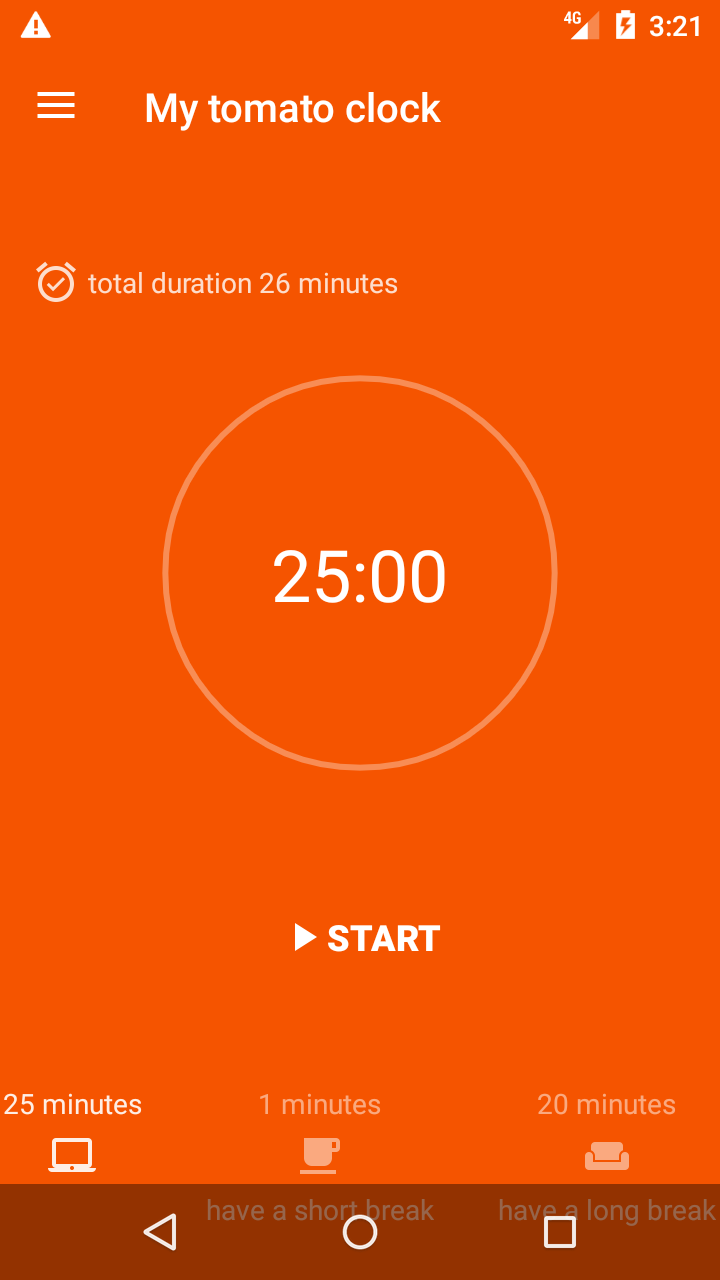 4G 3:21
My tomato clock
total duration 26 minutes
25:00
START
25 minutes 1 minutes 20 minutes
have a short break have a long break